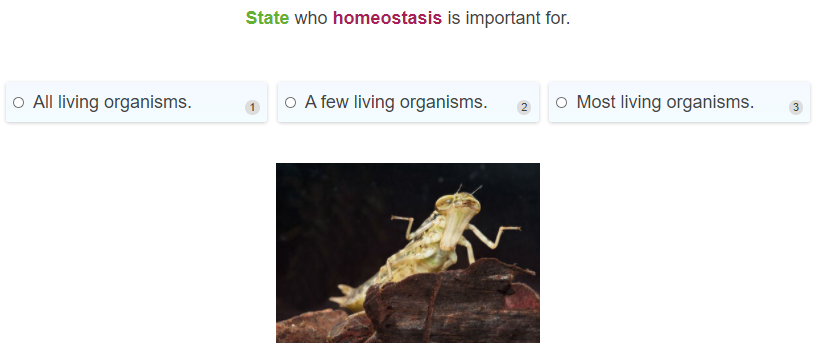 State who homeostasis is important for.
All living organisms. 1
A few living organisms. 2
Most living organisms. 3